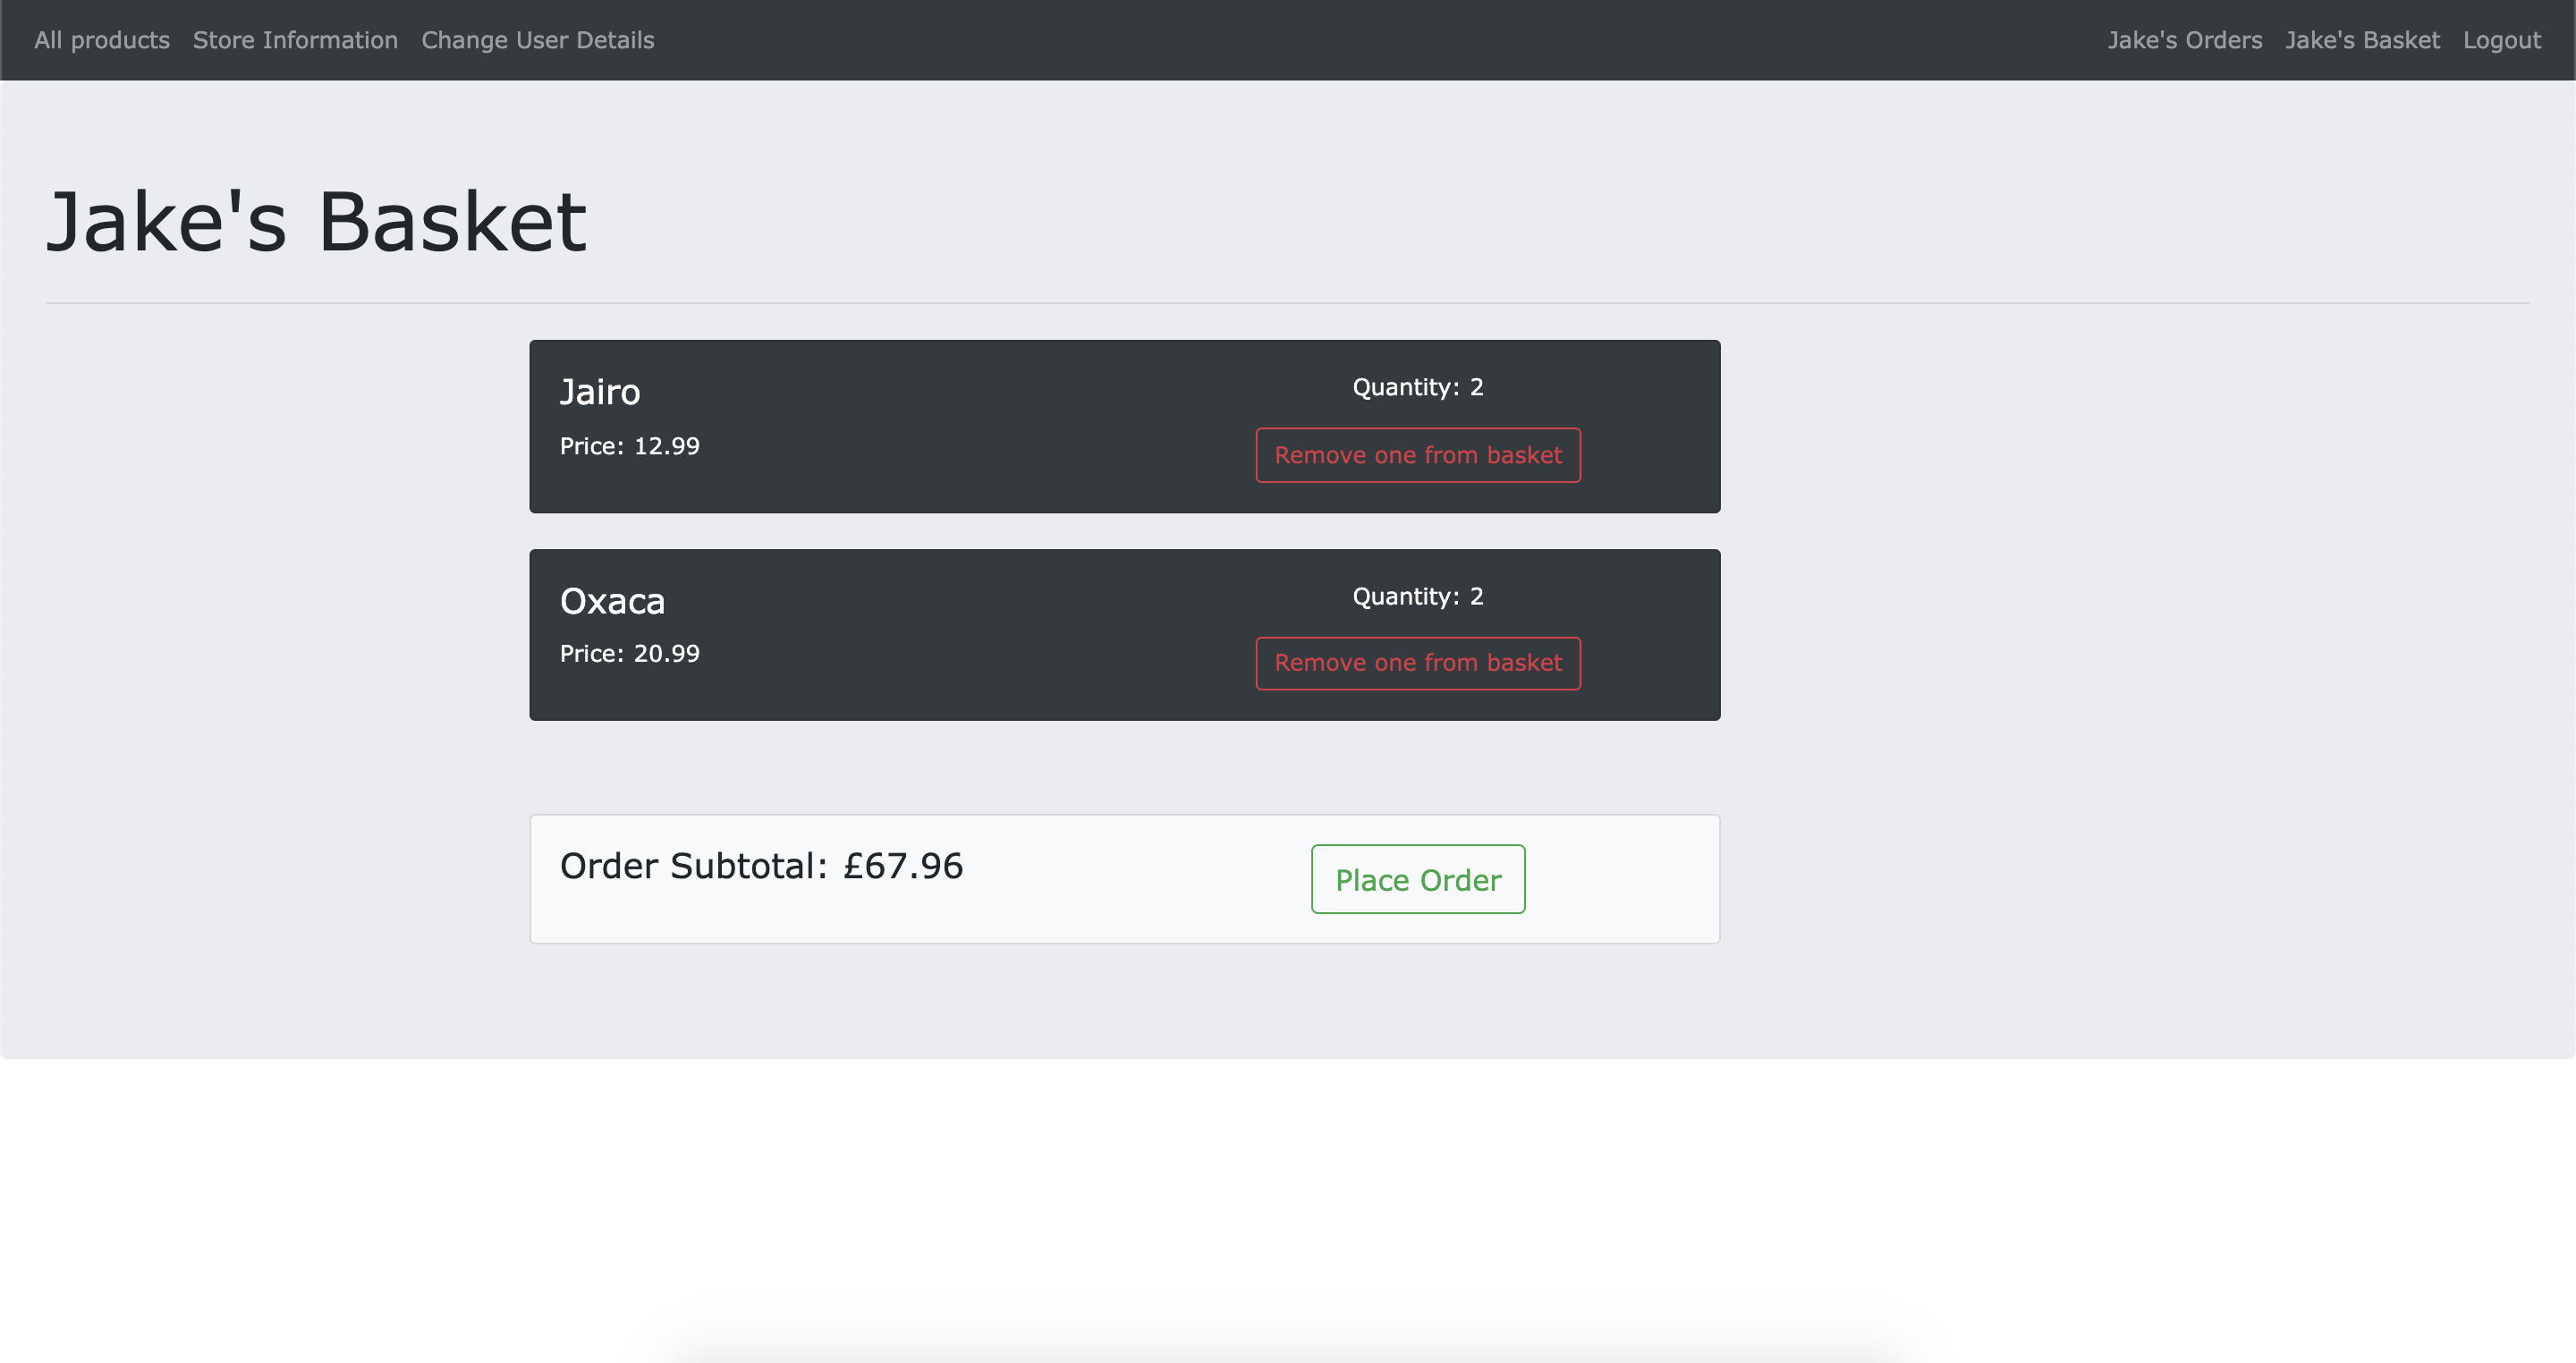 All products Store Information Change User Details Jake's Orders Jake's Basket Logout
Jake's Basket
Jairo
Quantity: 2
Price: 12.99
Remove one from basket
Oxaca
Quantity: 2
Price: 20.99
Remove one from basket
Order Subtotal: £67.96
Place Order